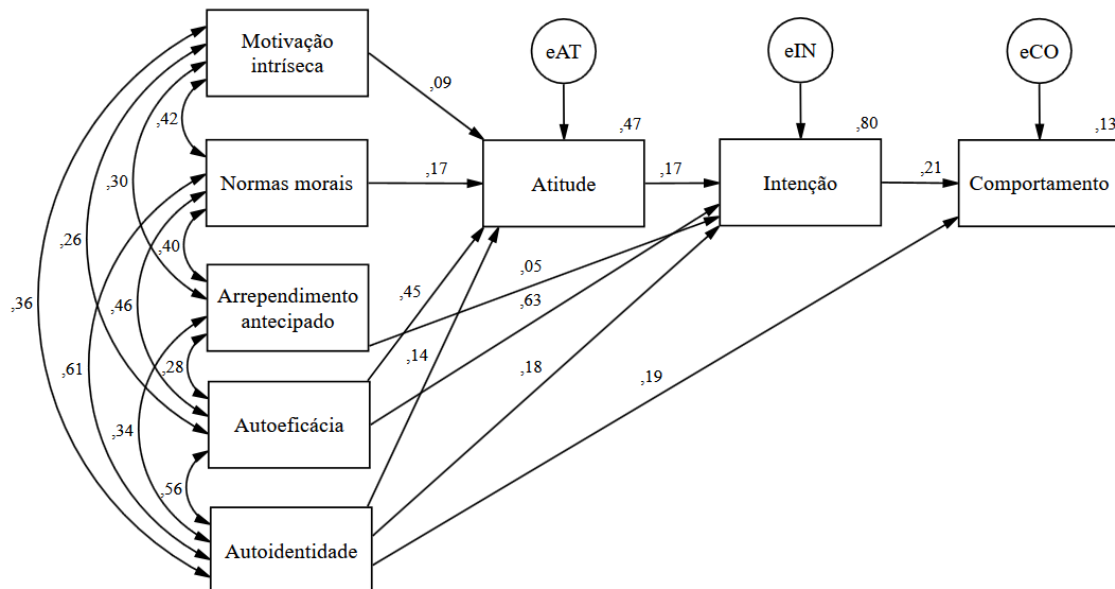 Motivação
intríseca
eAT
eIN
eCO
,09
,42
,47
,80
,13
Normas morais
,17
Atitude
,17
Intenção
,21
Comportamento
,30
,26
,40
,36
Arrependimento
antecipado
,46
,45
,05
,63
,61
,28
,14
,18
,19
Autoeficácia
,34
,56
Autoidentidade